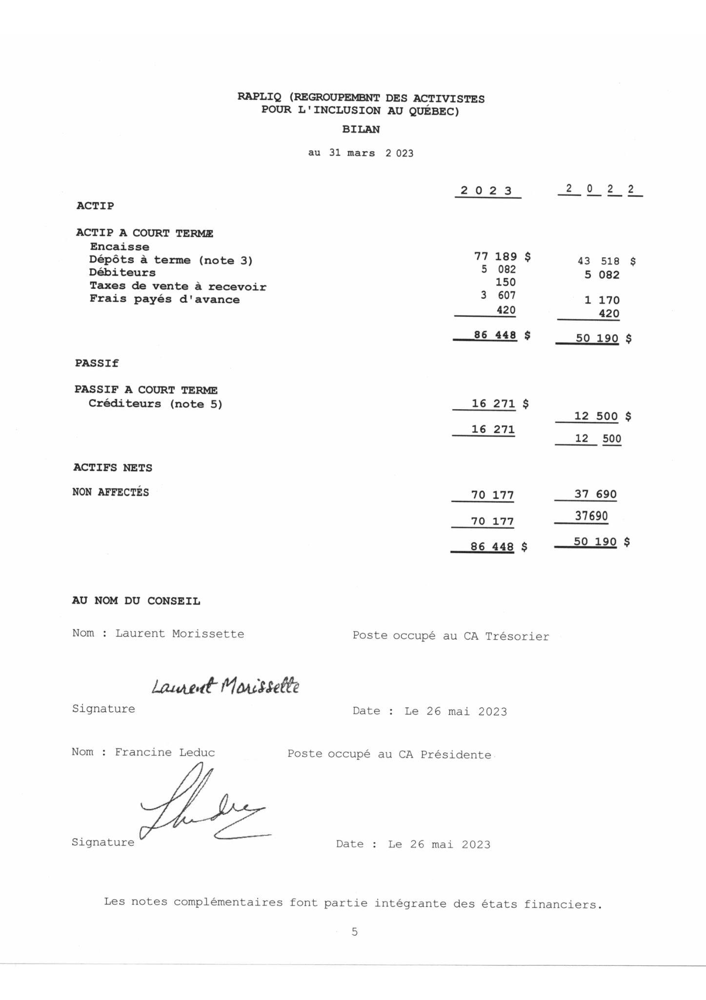 RAPLIQ (REGROUPEMBNT DES ACTIVISTES
POUR L'INCLUSION AU QUÉBEC)
BILAN
au 31 mars 2 023
2 0 2 3 2 0 2 2
ACTIP
ACTIP A COURT TERMÆ
Encaisse 77 189 $ 43 518 $
Dépôts à terme (note 3) 5 082 5 082
Débiteurs 150
Taxes de vente à recevoir 3 607 1 170
Frais payés d'avance 420 420
86 448 $ 50 190 $
PASSIf
PASSIF A COURT TERME
Créditeurs (note 5) 16 271 $ 12 500 $
16 271 12 500
ACTIFS NETS
NON AFFECTÉS 70 177 37 690
70 177 37690
86 448 $ 50 190 $
AU NOM DU CONSEIL
Nom : Laurent Morissette Poste occupé au CA Trésorier
Laurent Morissette
Signature Date : Le 26 mai 2023
Nom : Francine Leduc Poste occupé au CA Présidente
Signature Date : Le 26 mai 2023
Les notes complémentaires font partie intégrante des états financiers.
5